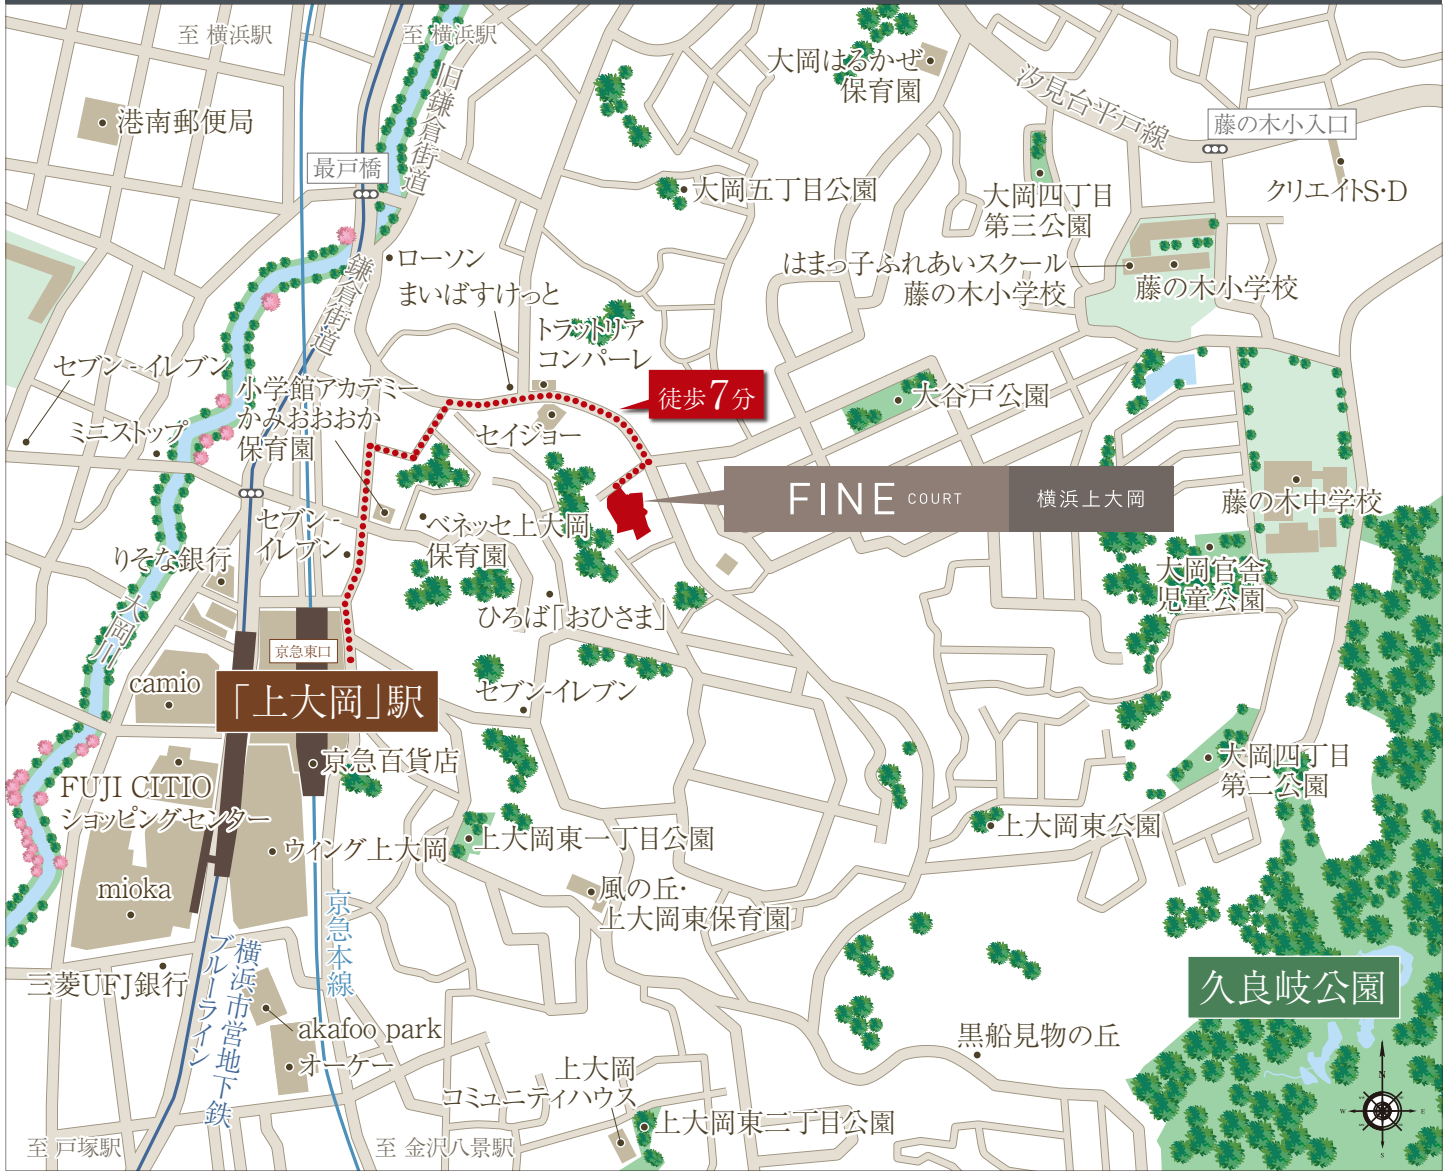 至 横浜駅
至 横浜駅
旧鎌倉街道
港南郵便局
最戸橋
大岡はるかぜ
保育園
汐見台平戸線
藤の木小入口
クリエイトS・D
大岡五丁目公園
大岡四丁目
第三公園
はまっ子ふれあいスクール
藤の木小学校
藤の木小学校
ローソン
まいばすけっと
鎌倉街道
トラットリア
コンパーレ
セブン-イレブン
小学館アカデミー
かみおおおか
保育園
ミニストップ
徒歩7分
セイジョー
大谷戸公園
FINE COURT
横浜上大岡
藤の木中学校
セブン-
イレブン
りそな銀行
ベネッセ上大岡
保育園
大岡官舎
児童公園
大岡川
ひろば「おひさま」
京急東口
camio
「上大岡」駅
セブン-イレブン
京急百貨店
FUJI CITIO
ショッピングセンター
大岡四丁目
第二公園
ウィング上大岡
上大岡東一丁目公園
上大岡東公園
mioka
風の丘・
上大岡東保育園
京急本線
横浜市営地下鉄
ブルーライン
三菱UFJ銀行
akafoo park
オーケー
久良岐公園
黒船見物の丘
上大岡
コミュニティハウス
上大岡東二丁目公園
至 戸塚駅
至 金沢八景駅
N
W
E
S